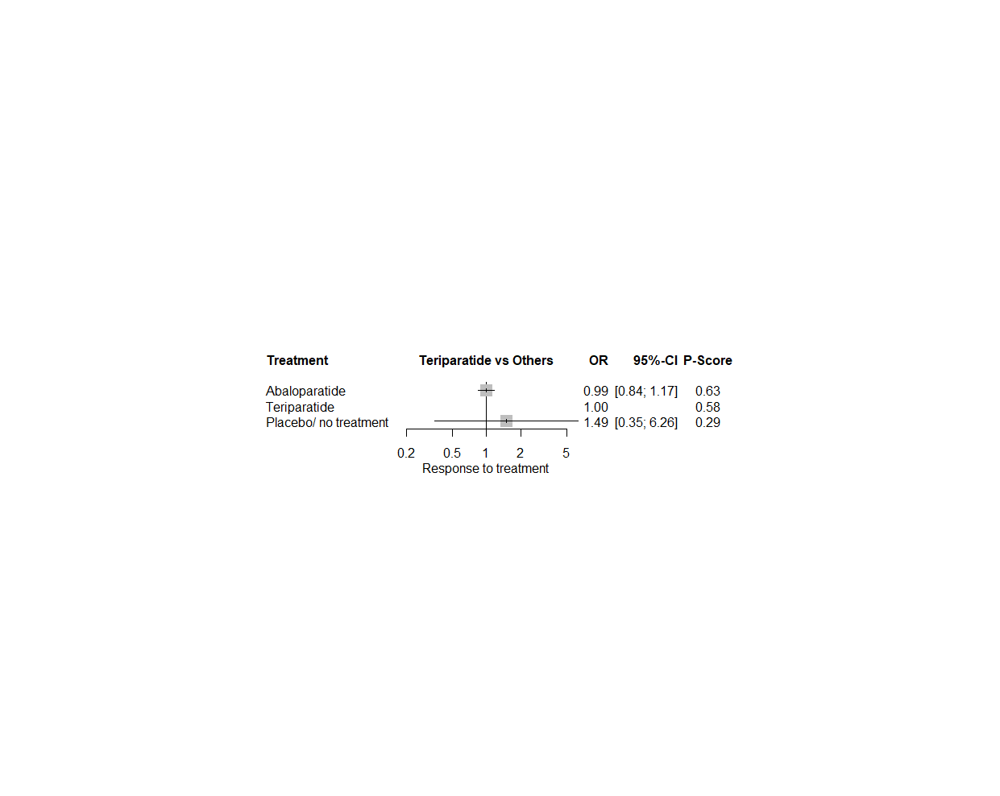 Treatment Teriparatide vs Others OR 95%-CI P-Score
Abaloparatide 0.99 [0.84; 1.17] 0.63
Teriparatide 1.00 0.58
Placebo/ no treatment 1.49 [0.35; 6.26] 0.29
0.2 0.5 1 2 5
Response to treatment